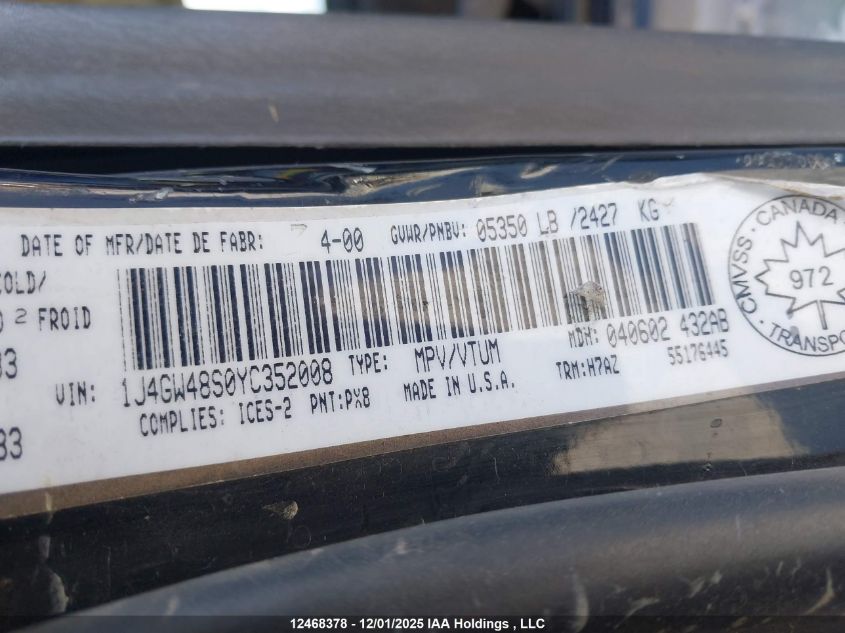 DATE OF MFR/DATE DE FABR: 4-00 GVWR/PNBV: 05350 LB /2427 KG
COLD/
2 FROID
33
VIN: 1J4GW48S0YC352008 TYPE: MPV/VTUM MDH: 040602 432AB
COMPLIES: ICES-2 PNT:PX8 MADE IN U.S.A. TRM:H7AZ 55176445
33
CMVSS · CANADA
972
TRANSPO
12468378 - 12/01/2025 IAA Holdings , LLC